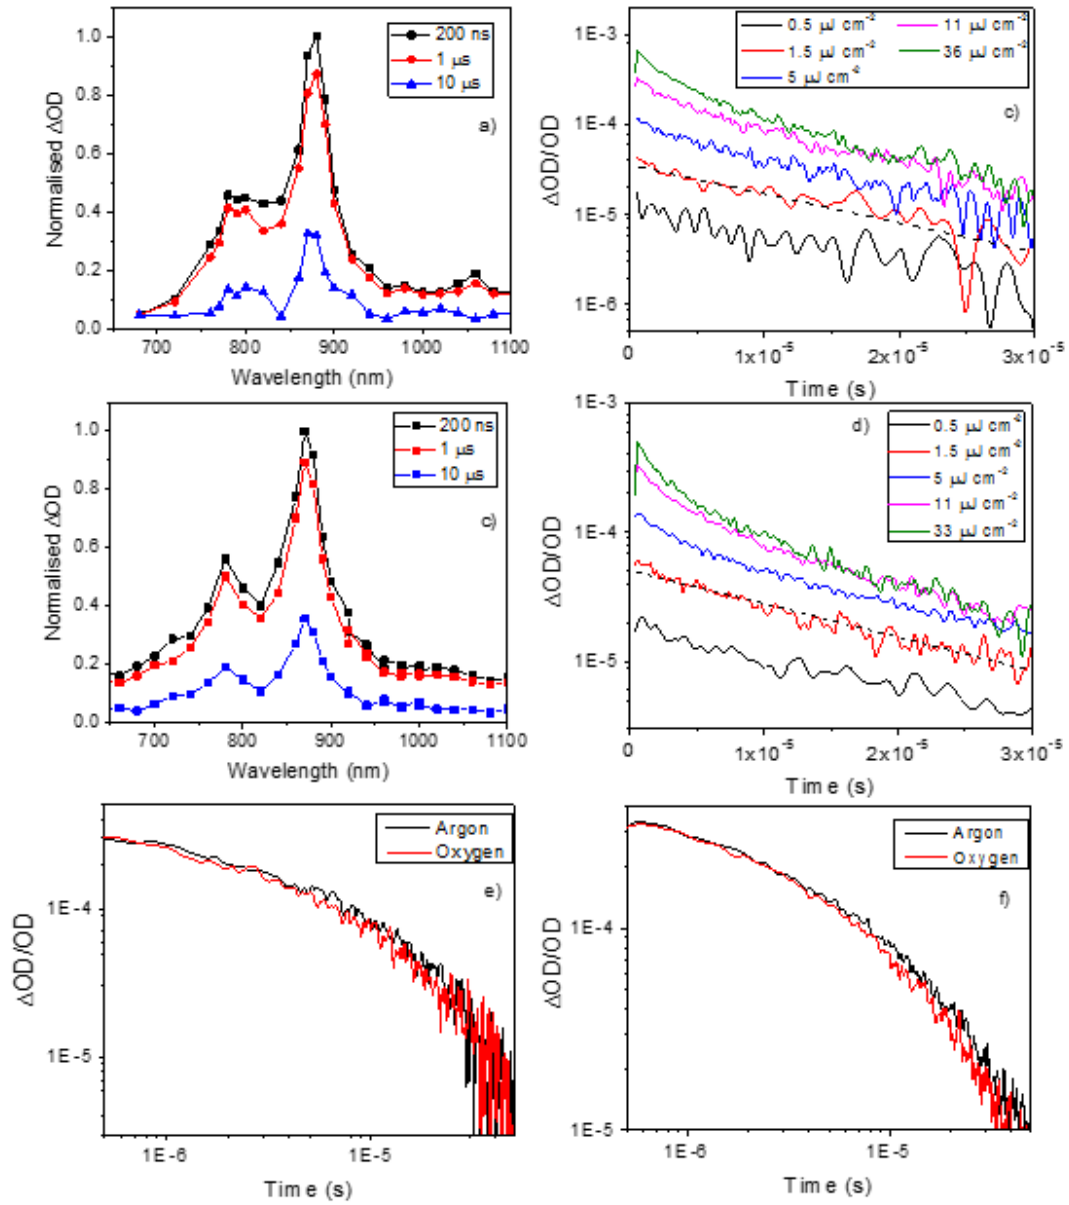 1.0
0.8
0.6
0.4
0.2
0.0
Normalised ΔOD
200 ns
1 μs
10 μs
a)
700 800 900 1000 1100
Wavelength (nm)
1E-3
1E-4
1E-5
1E-6
ΔOD/OD
0.5 μJ cm⁻²
1.5 μJ cm⁻²
5 μJ cm⁻²
11 μJ cm⁻²
36 μJ cm⁻²
c)
0 1x10⁻⁵ 2x10⁻⁵ 3x10⁻⁵
Time (s)
1.0
0.8
0.6
0.4
0.2
0.0
Normalised ΔOD
200 ns
1 μs
10 μs
c)
700 800 900 1000 1100
Wavelength (nm)
1E-3
1E-4
1E-5
ΔOD/OD
d)
0.5 μJ cm⁻²
1.5 μJ cm⁻²
5 μJ cm⁻²
11 μJ cm⁻²
33 μJ cm⁻²
0 1x10⁻⁵ 2x10⁻⁵ 3x10⁻⁵
Time (s)
1E-4
1E-5
ΔOD/OD
Argon
Oxygen
e)
1E-6 1E-5
Time (s)
1E-4
1E-5
ΔOD/OD
Argon
Oxygen
f)
1E-6 1E-5
Time (s)